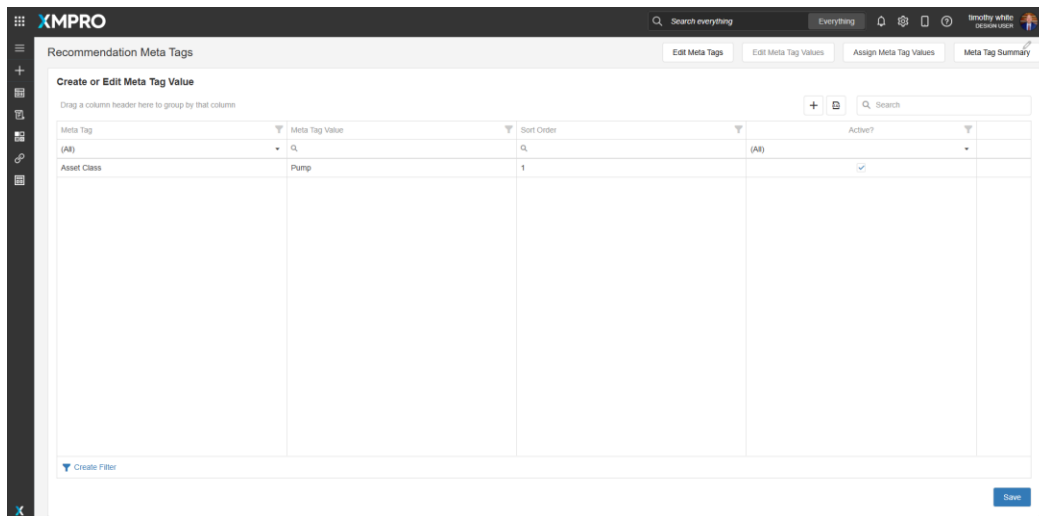 XMPRO
Search everything
Everything
timothy white
DESIGN USER
Recommendation Meta Tags
Edit Meta Tags
Edit Meta Tag Values
Assign Meta Tag Values
Meta Tag Summary
Create or Edit Meta Tag Value
Drag a column header here to group by that column
Search
Meta Tag
Meta Tag Value
Sort Order
Active?
(All)
(All)
Asset Class
Pump
1
Create Filter
Save